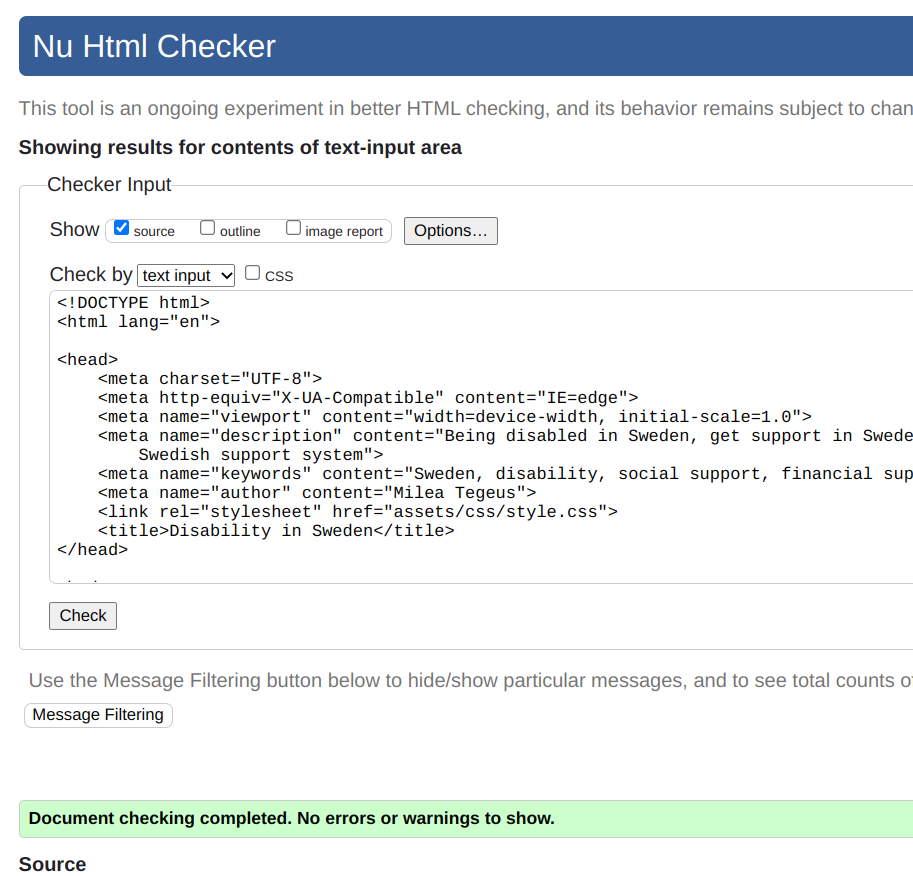 Nu Html Checker
This tool is an ongoing experiment in better HTML checking, and its behavior remains subject to chan
Showing results for contents of text-input area
Checker Input
Show source outline image report Options…
Check by text input CSS
<!DOCTYPE html>
<html lang="en">
<head>
    <meta charset="UTF-8">
    <meta http-equiv="X-UA-Compatible" content="IE=edge">
    <meta name="viewport" content="width=device-width, initial-scale=1.0">
    <meta name="description" content="Being disabled in Sweden, get support in Swede
        Swedish support system">
    <meta name="keywords" content="Sweden, disability, social support, financial sup
    <meta name="author" content="Milea Tegeus">
    <link rel="stylesheet" href="assets/css/style.css">
    <title>Disability in Sweden</title>
</head>
Check
Use the Message Filtering button below to hide/show particular messages, and to see total counts of
Message Filtering
Document checking completed. No errors or warnings to show.
Source